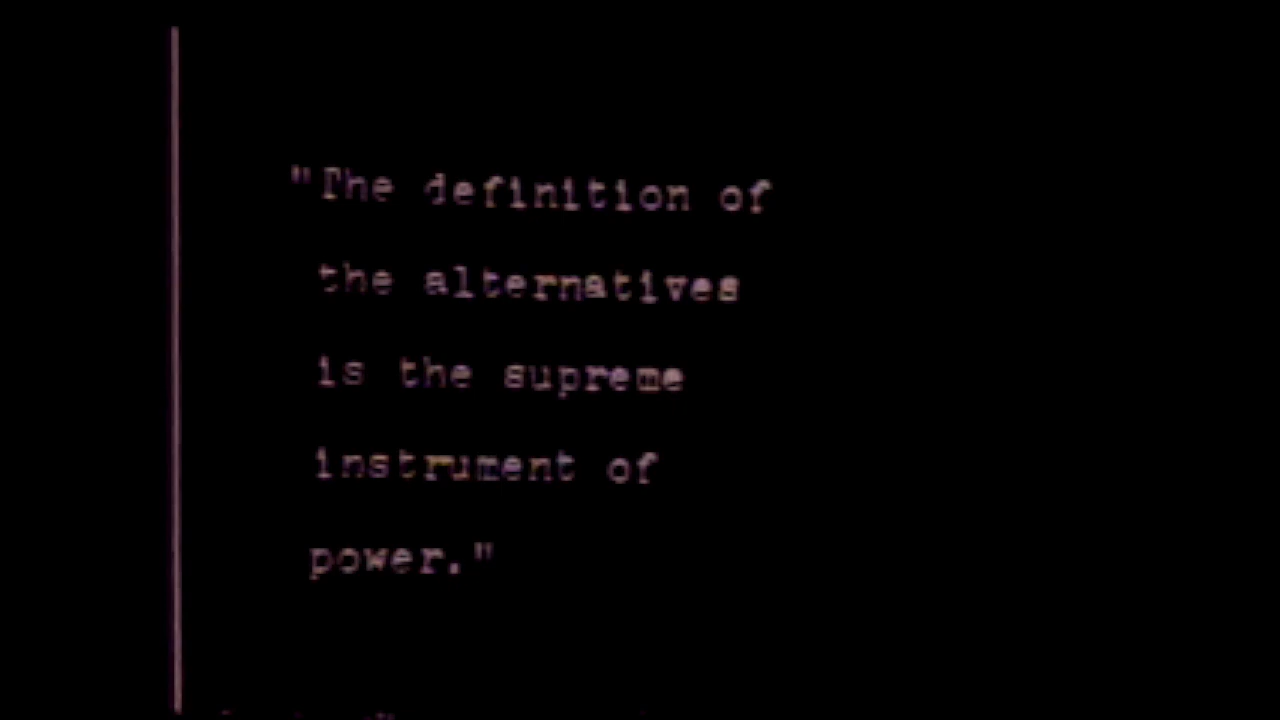 "The definition of
the alternatives
is the supreme
instrument of
power."